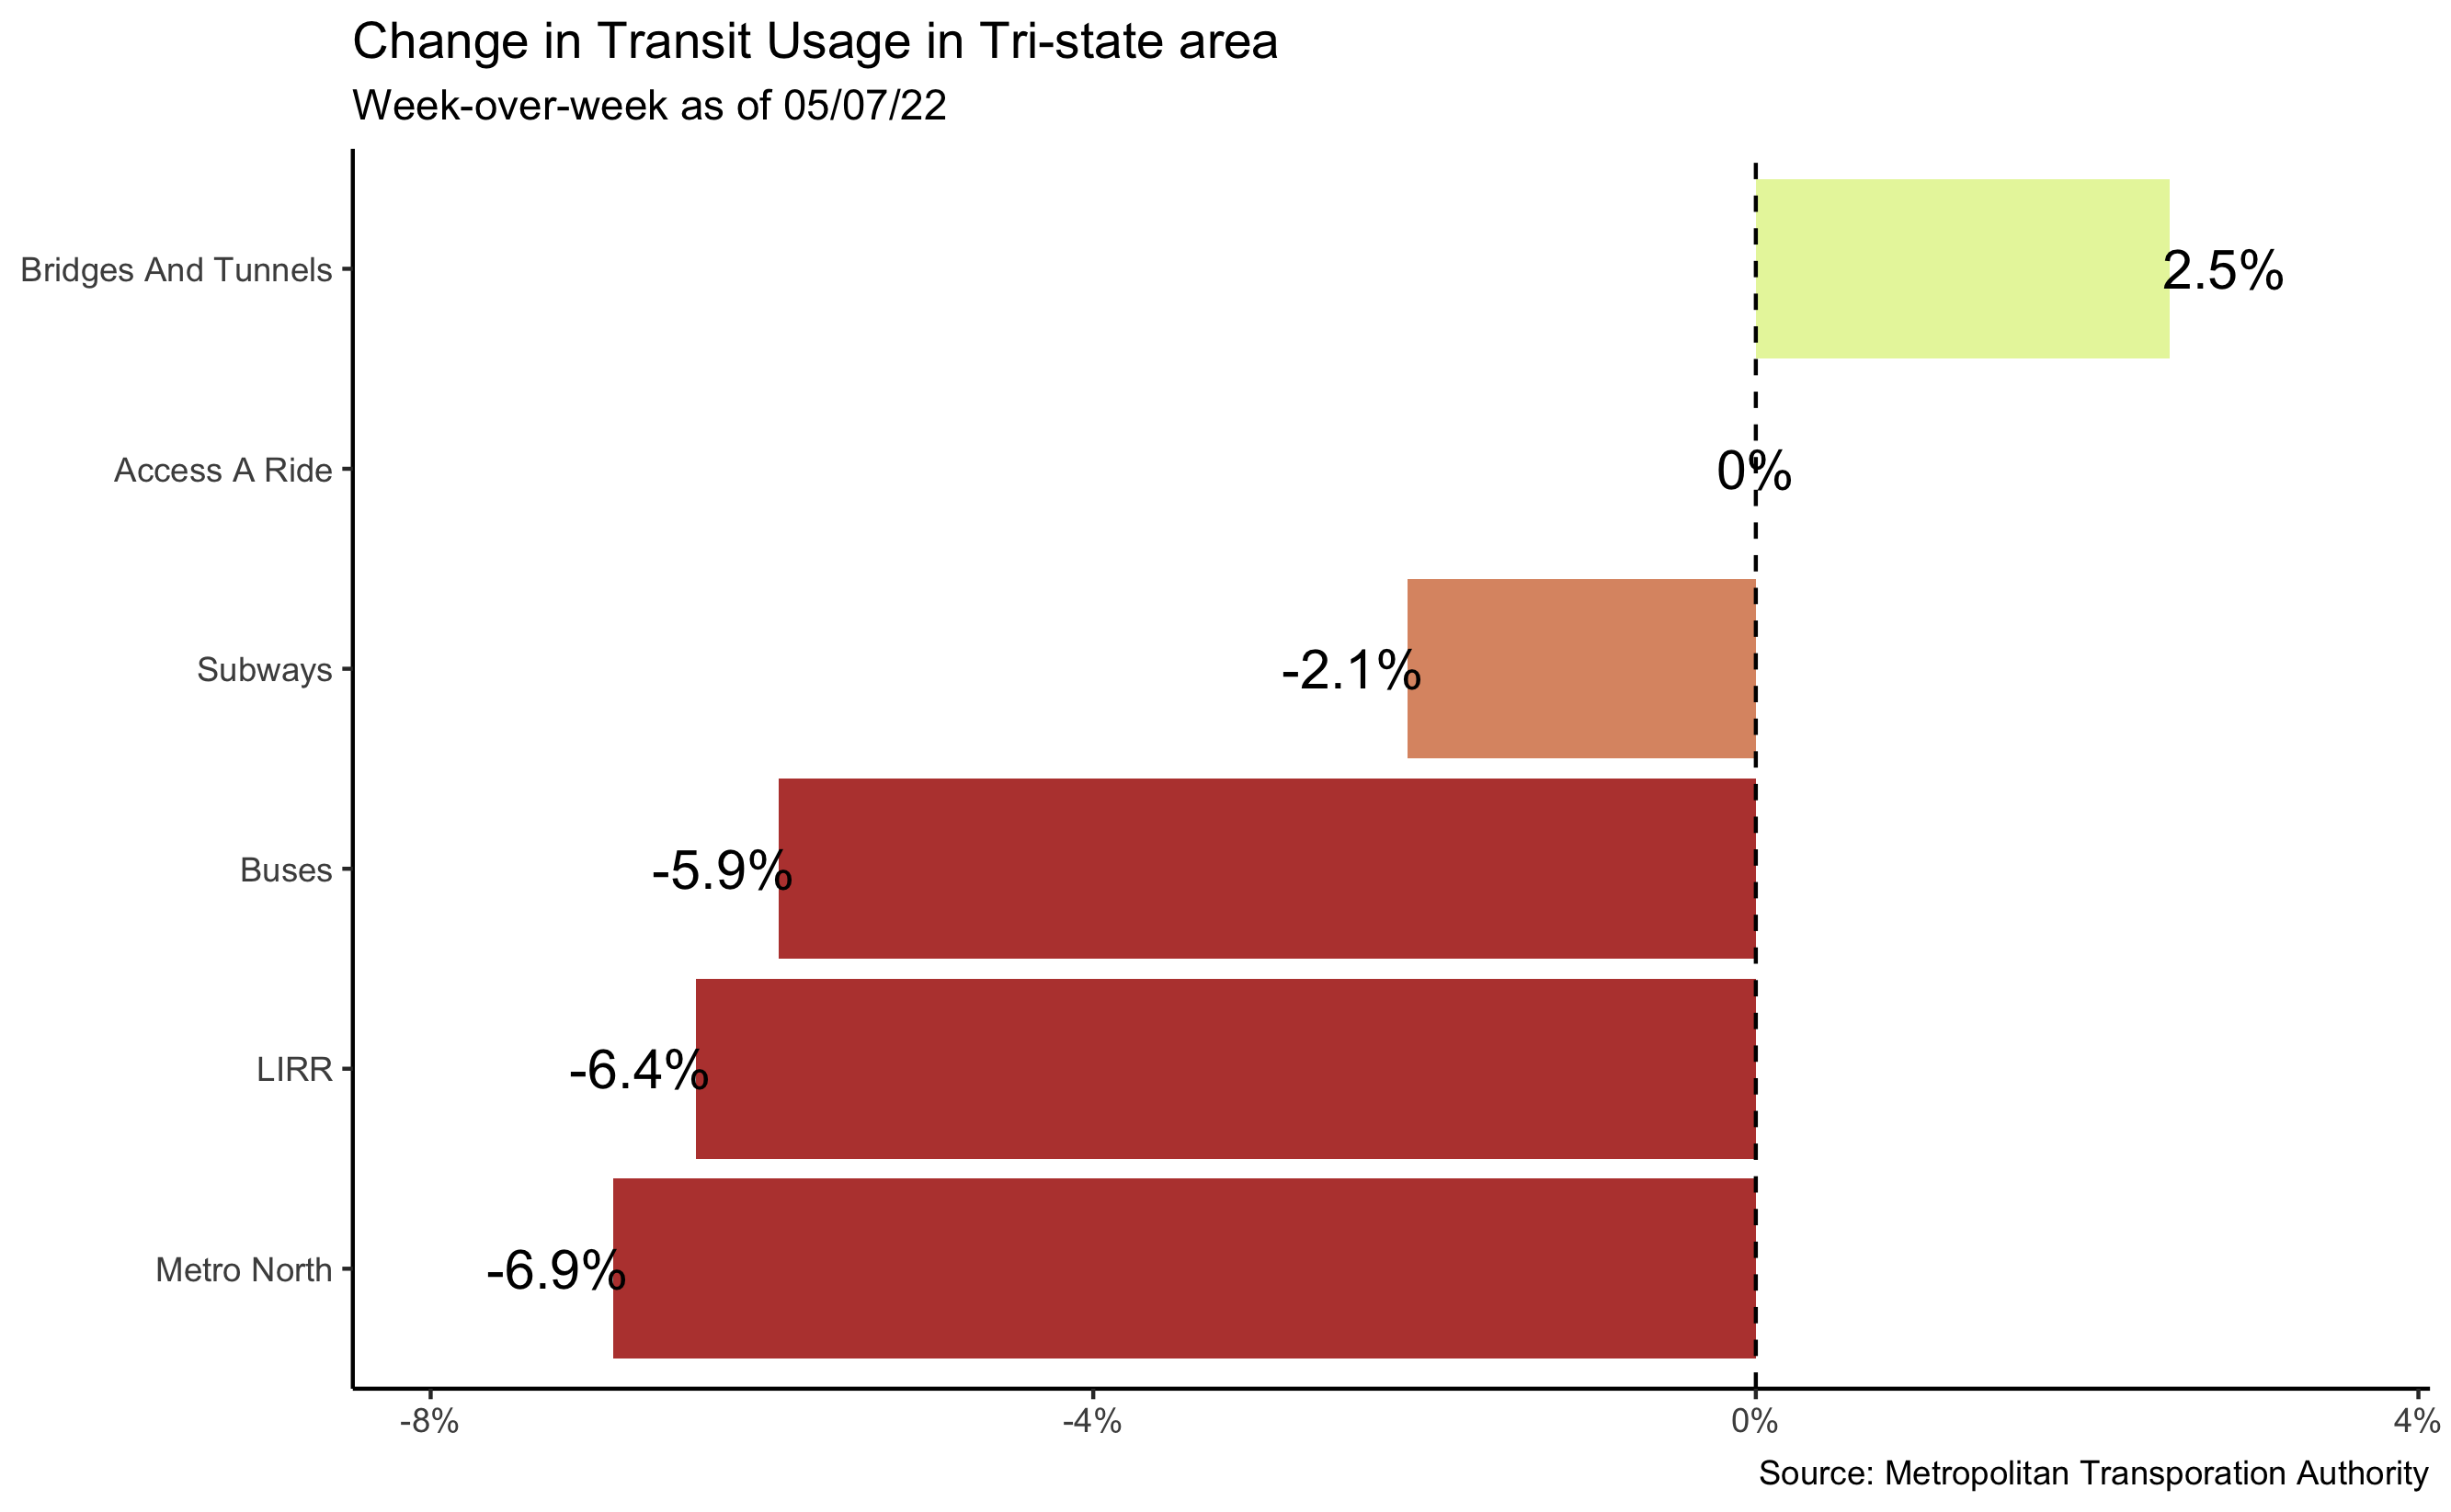 Change in Transit Usage in Tri-state area
Week-over-week as of 05/07/22
Bridges And Tunnels
2.5%
Access A Ride
0%
Subways
-2.1%
Buses
-5.9%
LIRR
-6.4%
Metro North
-6.9%
-8%
-4%
0%
4%
Source: Metropolitan Transporation Authority